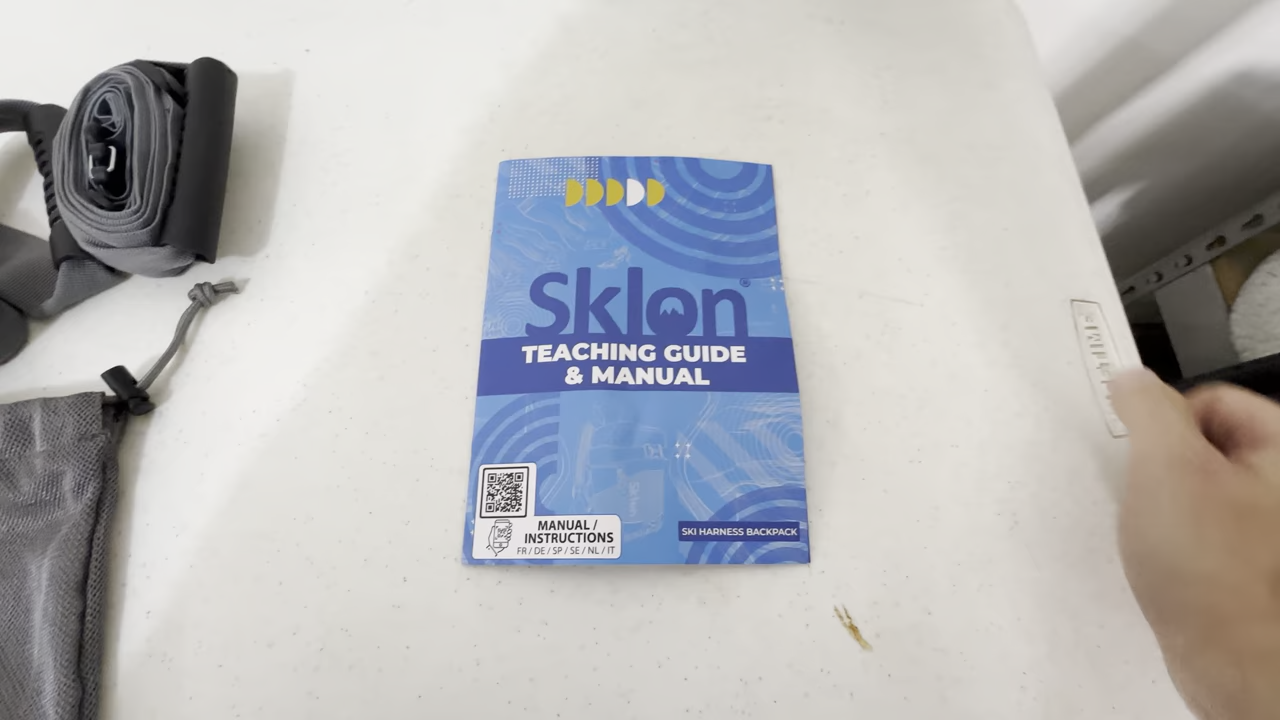 Sklon®
TEACHING GUIDE
& MANUAL
MANUAL /
INSTRUCTIONS
FR / DE / SP / SE / NL / IT
SKI HARNESS BACKPACK